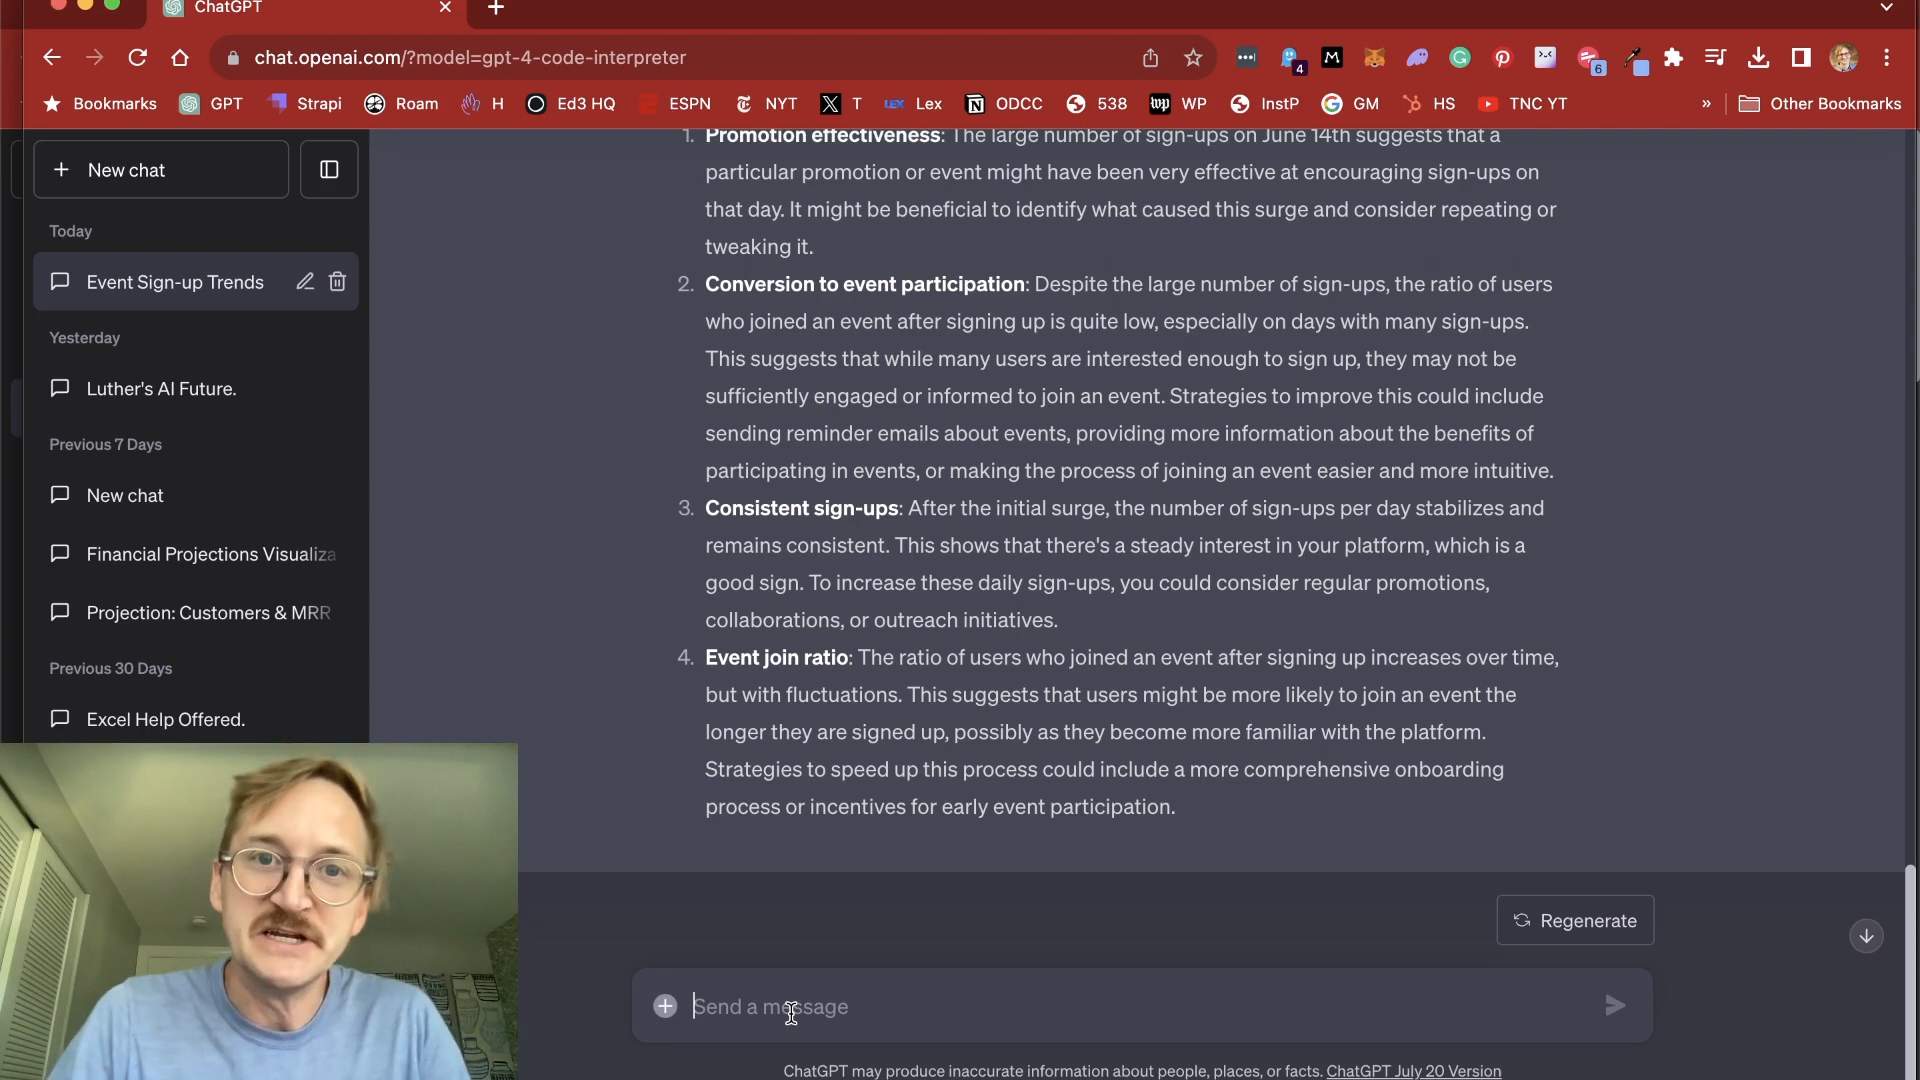 ChatGPT
chat.openai.com/?model=gpt-4-code-interpreter
4
6
Bookmarks
GPT
Strapi
Roam
H
Ed3 HQ
ESPN
NYT
T
LEX Lex
ODCC
538
wp WP
InstP
GM
HS
TNC YT
»
Other Bookmarks
New chat
Today
Event Sign-up Trends
Yesterday
Luther's AI Future.
Previous 7 Days
New chat
Financial Projections Visualiza
Projection: Customers & MRR
Previous 30 Days
Excel Help Offered.
1. Promotion effectiveness: The large number of sign-ups on June 14th suggests that a
particular promotion or event might have been very effective at encouraging sign-ups on
that day. It might be beneficial to identify what caused this surge and consider repeating or
tweaking it.
2. Conversion to event participation: Despite the large number of sign-ups, the ratio of users
who joined an event after signing up is quite low, especially on days with many sign-ups.
This suggests that while many users are interested enough to sign up, they may not be
sufficiently engaged or informed to join an event. Strategies to improve this could include
sending reminder emails about events, providing more information about the benefits of
participating in events, or making the process of joining an event easier and more intuitive.
3. Consistent sign-ups: After the initial surge, the number of sign-ups per day stabilizes and
remains consistent. This shows that there's a steady interest in your platform, which is a
good sign. To increase these daily sign-ups, you could consider regular promotions,
collaborations, or outreach initiatives.
4. Event join ratio: The ratio of users who joined an event after signing up increases over time,
but with fluctuations. This suggests that users might be more likely to join an event the
longer they are signed up, possibly as they become more familiar with the platform.
Strategies to speed up this process could include a more comprehensive onboarding
process or incentives for early event participation.
Regenerate
Send a message
ChatGPT may produce inaccurate information about people, places, or facts. ChatGPT July 20 Version